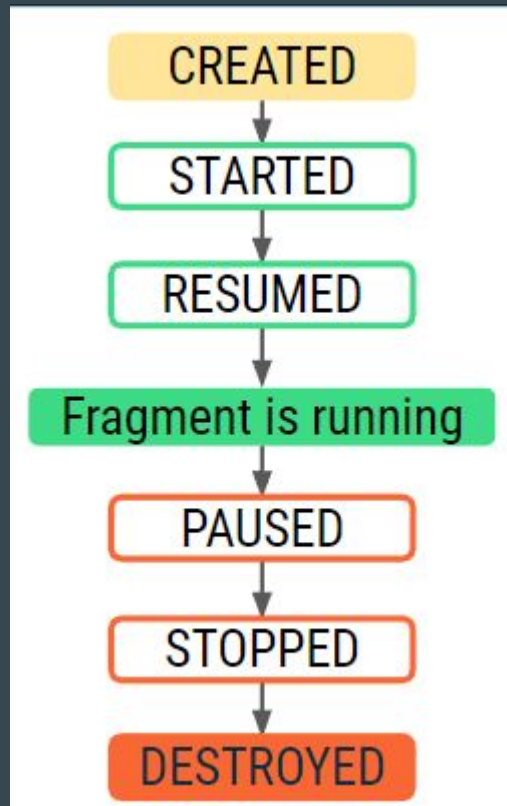 CREATED
STARTED
RESUMED
Fragment is running
PAUSED
STOPPED
DESTROYED